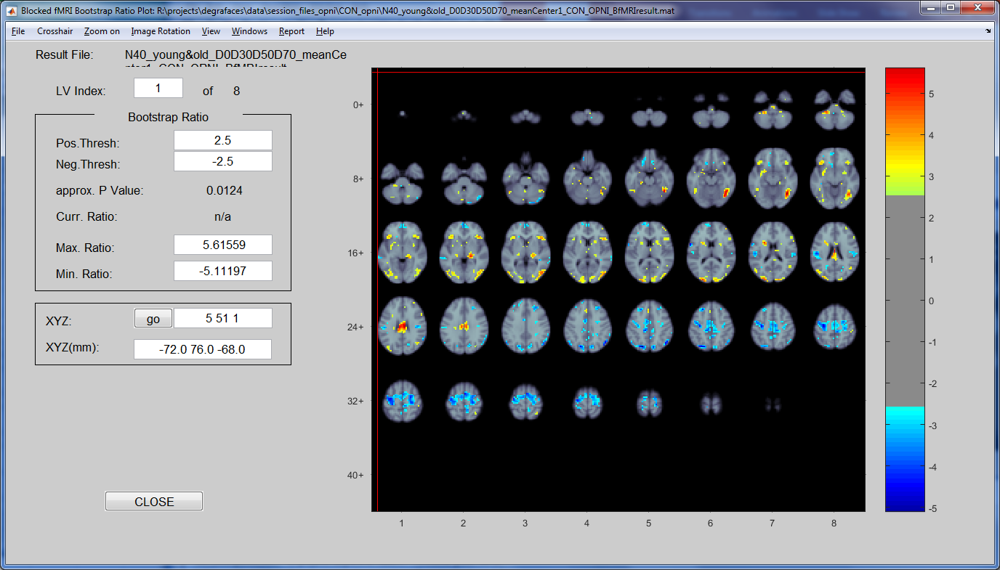 Blocked fMRI Bootstrap Ratio Plot: R:\projects\degrafaces\data\session_files_opni\CON_opni\N40_young&old_D0D30D50D70_meanCenter1_CON_OPNI_BfMRIresult.mat
File Crosshair Zoom on Image Rotation View Windows Report Help
Result File: N40_young&old_D0D30D50D70_meanCe
nter1_CON_OPNI_BfMRIresult
LV Index: 1 of 8
Bootstrap Ratio
Pos.Thresh: 2.5
Neg.Thresh: -2.5
approx. P Value: 0.0124
Curr. Ratio: n/a
Max. Ratio: 5.61559
Min. Ratio: -5.11197
XYZ: go 5 51 1
XYZ(mm): -72.0 76.0 -68.0
CLOSE
0+
8+
16+
24+
32+
40+
1 2 3 4 5 6 7 8
5
4
3
2
1
0
-1
-2
-3
-4
-5